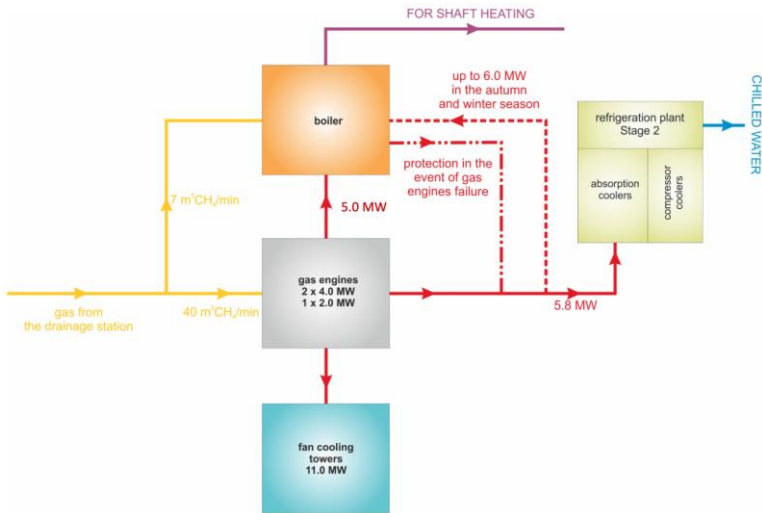 FOR SHAFT HEATING
boiler
up to 6.0 MW
in the autumn
and winter season
protection in the
event of gas
engines failure
refrigeration plant
Stage 2
absorption
coolers
compressor
coolers
CHILLED WATER
7 m³CH₄/min
5.0 MW
gas from
the drainage station
40 m³CH₄/min
gas engines
2 x 4.0 MW
1 x 2.0 MW
5.8 MW
fan cooling
towers
11.0 MW